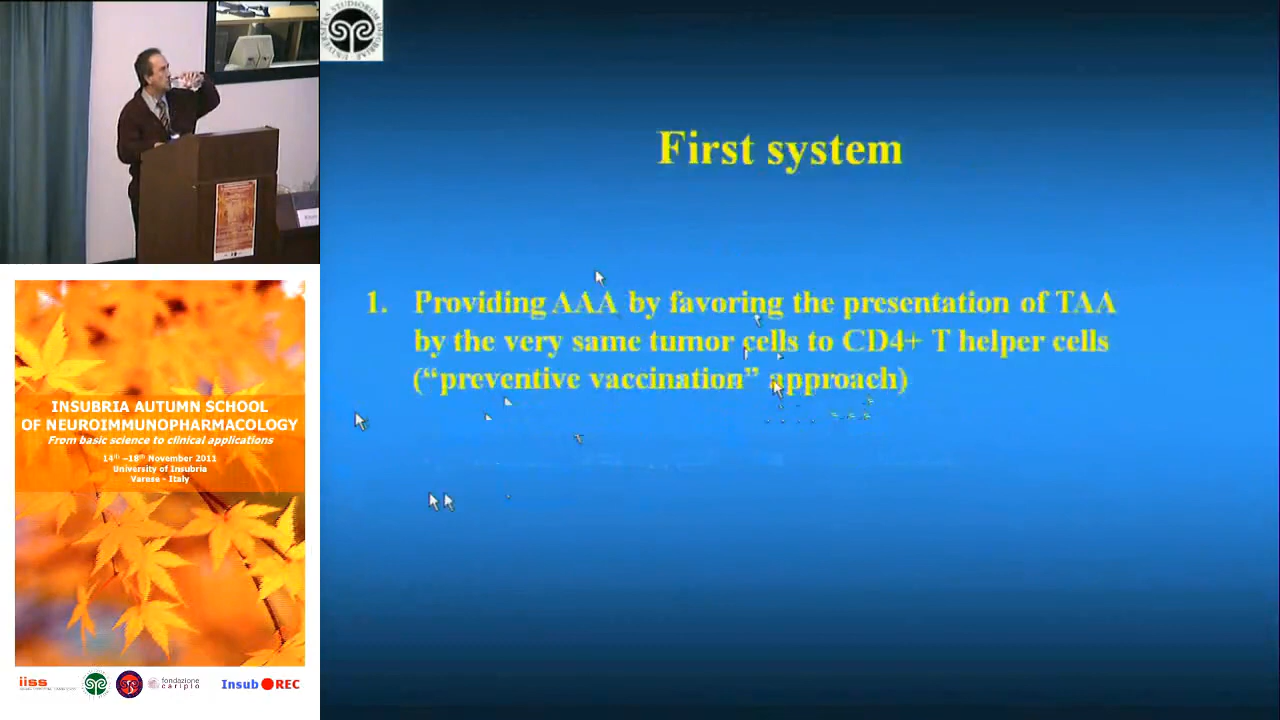 First system
1. Providing AAA by favoring the presentation of TAA
by the very same tumor cells to CD4+ T helper cells
(“preventive vaccination” approach)
INSUBRIA AUTUMN SCHOOL
OF NEUROIMMUNOPHARMACOLOGY
From basic science to clinical applications
14th –18th November 2011
University of Insubria
Varese - Italy
iiss
fondazione
cariplo
Insub REC